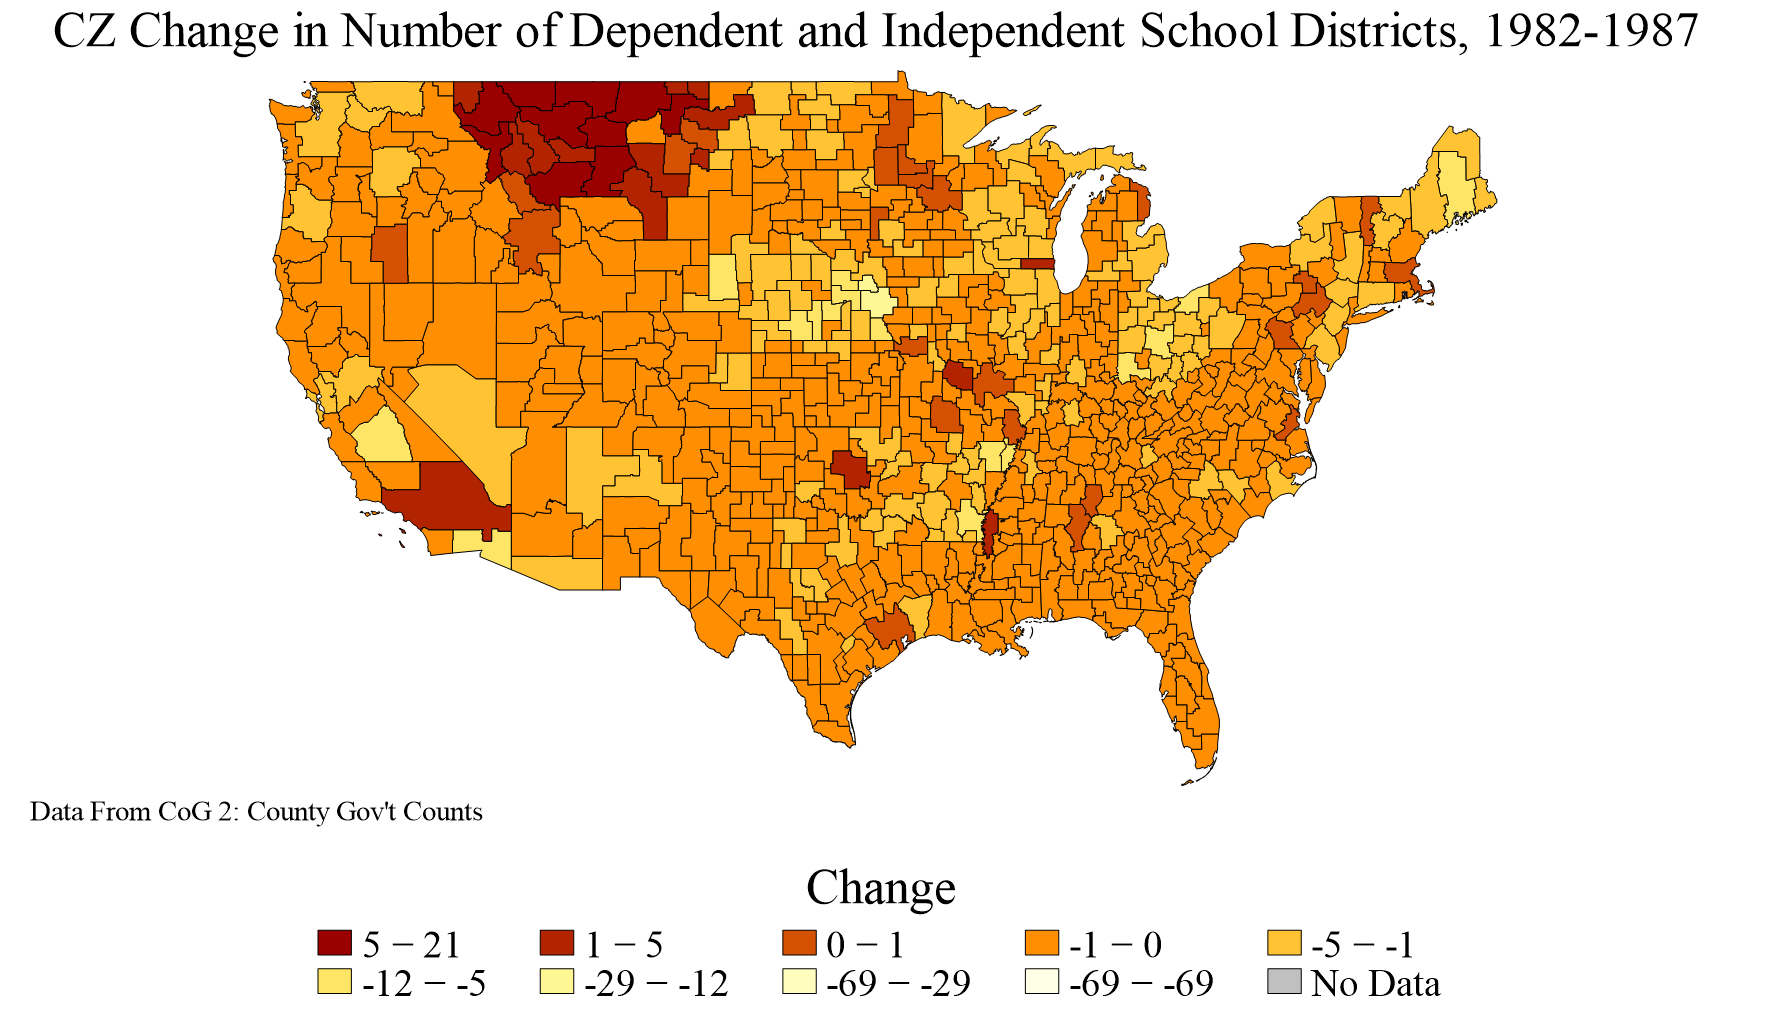 CZ Change in Number of Dependent and Independent School Districts, 1982-1987
Data From CoG 2: County Gov't Counts
Change
5 − 21
1 − 5
0 − 1
-1 − 0
-5 − -1
-12 − -5
-29 − -12
-69 − -29
-69 − -69
No Data